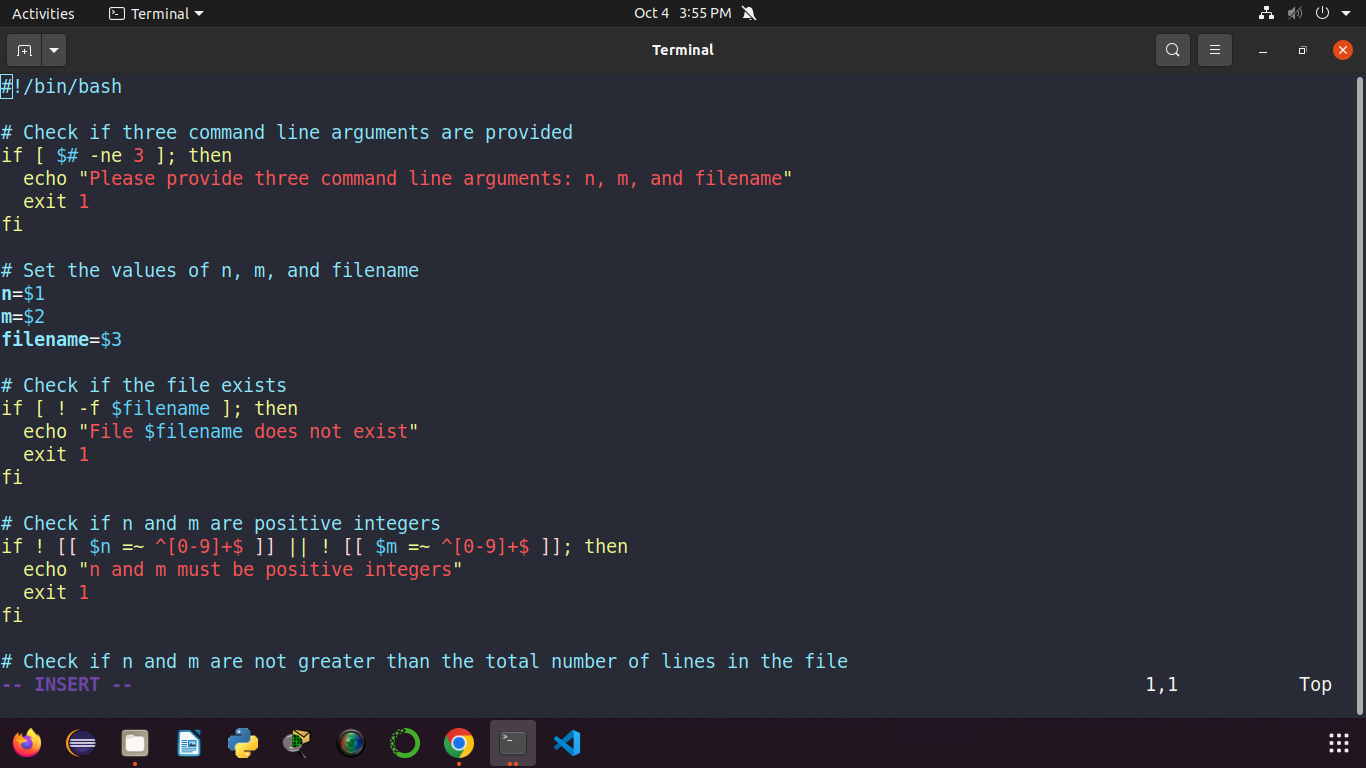 Activities Terminal Oct 4 3:55 PM
Terminal
#!/bin/bash
# Check if three command line arguments are provided
if [ $# -ne 3 ]; then
  echo "Please provide three command line arguments: n, m, and filename"
  exit 1
fi
# Set the values of n, m, and filename
n=$1
m=$2
filename=$3
# Check if the file exists
if [ ! -f $filename ]; then
  echo "File $filename does not exist"
  exit 1
fi
# Check if n and m are positive integers
if ! [[ $n =~ ^[0-9]+$ ]] || ! [[ $m =~ ^[0-9]+$ ]]; then
  echo "n and m must be positive integers"
  exit 1
fi
# Check if n and m are not greater than the total number of lines in the file
-- INSERT -- 1,1 Top